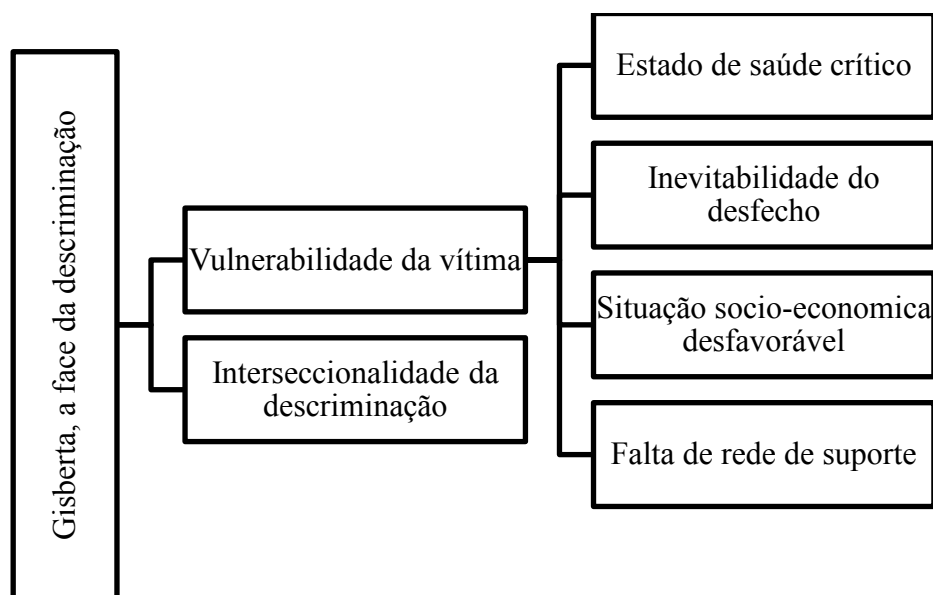 Gisberta, a face da descriminação
Vulnerabilidade da vítima
Interseccionalidade da
descriminação
Estado de saúde crítico
Inevitabilidade do
desfecho
Situação socio-economica
desfavorável
Falta de rede de suporte